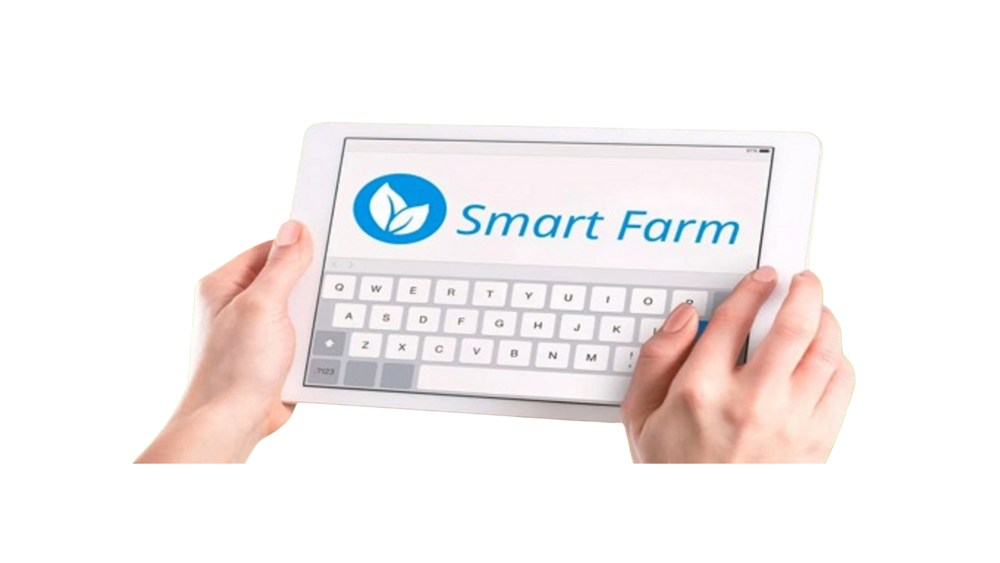 Smart Farm
Q W E R T Y U I O P
A S D F G H J K
Z X C V B N M !
.?123